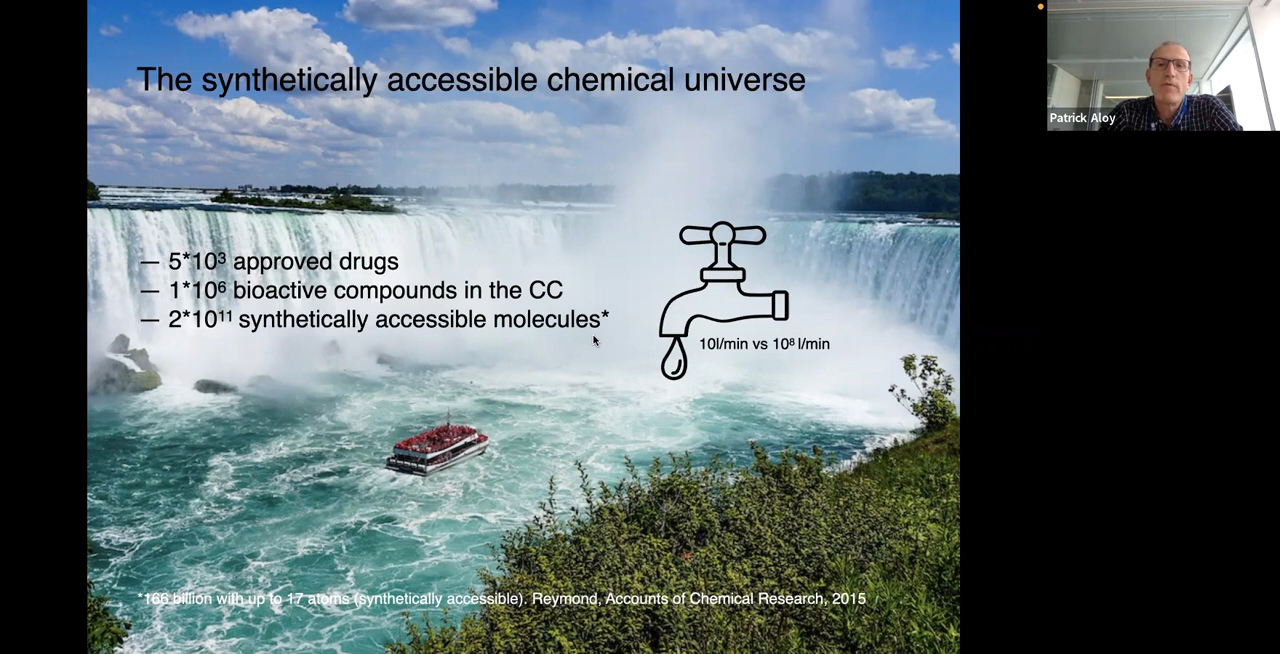 The synthetically accessible chemical universe
Patrick Aloy
— 5*10³ approved drugs
— 1*10⁶ bioactive compounds in the CC
— 2*10¹¹ synthetically accessible molecules*
10l/min vs 10⁸ l/min
*166 billion with up to 17 atoms (synthetically accessible). Reymond, Accounts of Chemical Research, 2015